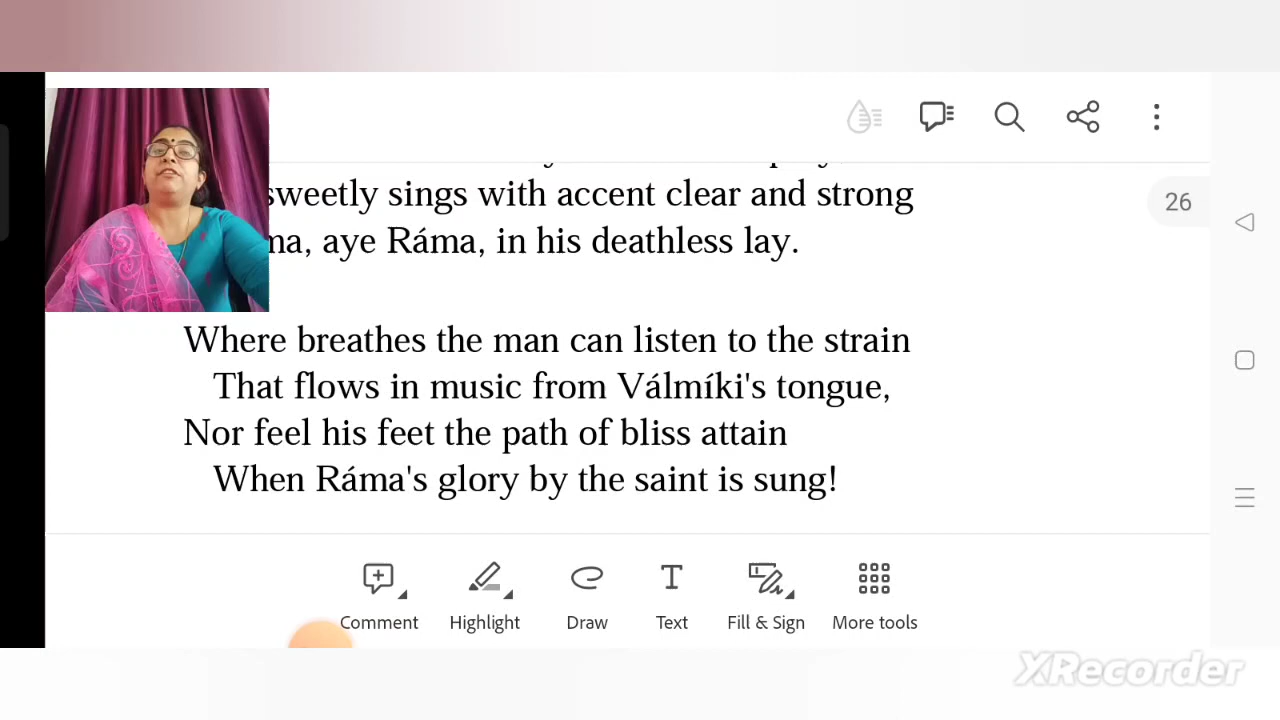 26
sweetly sings with accent clear and strong
ma, aye Ráma, in his deathless lay.
Where breathes the man can listen to the strain
That flows in music from Válmíki's tongue,
Nor feel his feet the path of bliss attain
When Ráma's glory by the saint is sung!
Comment Highlight Draw Text Fill & Sign More tools
XRecorder